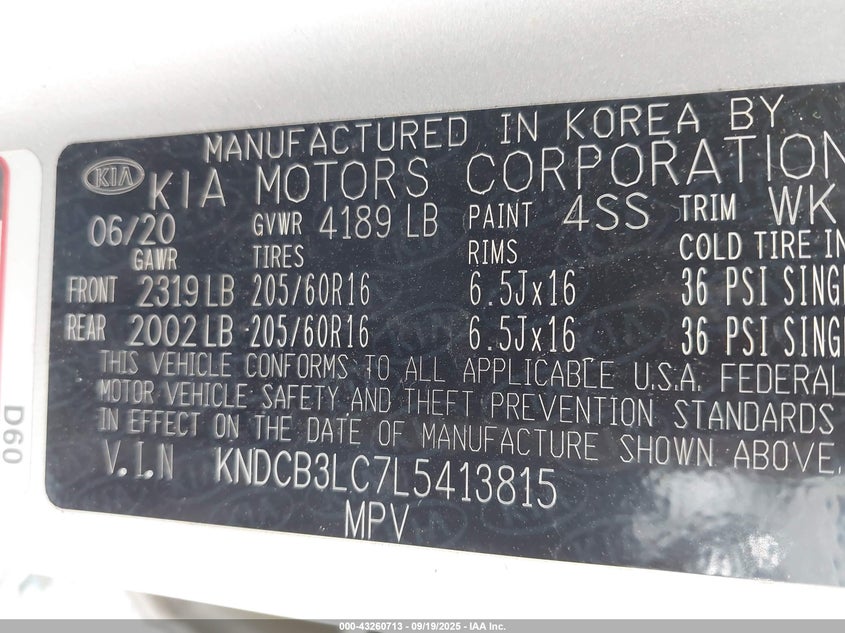 MANUFACTURED IN KOREA BY
KIA KIA MOTORS CORPORATION
06/20 GVWR 4189 LB PAINT 4SS TRIM WK
GAWR TIRES RIMS COLD TIRE IN
FRONT 2319 LB 205/60R16 6.5Jx16 36 PSI SINGL
REAR 2002 LB 205/60R16 6.5Jx16 36 PSI SINGL
THIS VEHICLE CONFORMS TO ALL APPLICABLE U.S.A. FEDERAL
MOTOR VEHICLE SAFETY AND THEFT PREVENTION STANDARDS
IN EFFECT ON THE DATE OF MANUFACTURE SHOWN ABOVE.
V.I.N KNDCB3LC7L5413815
MPV
D60
000-43260713 - 09/19/2025 - IAA Inc.